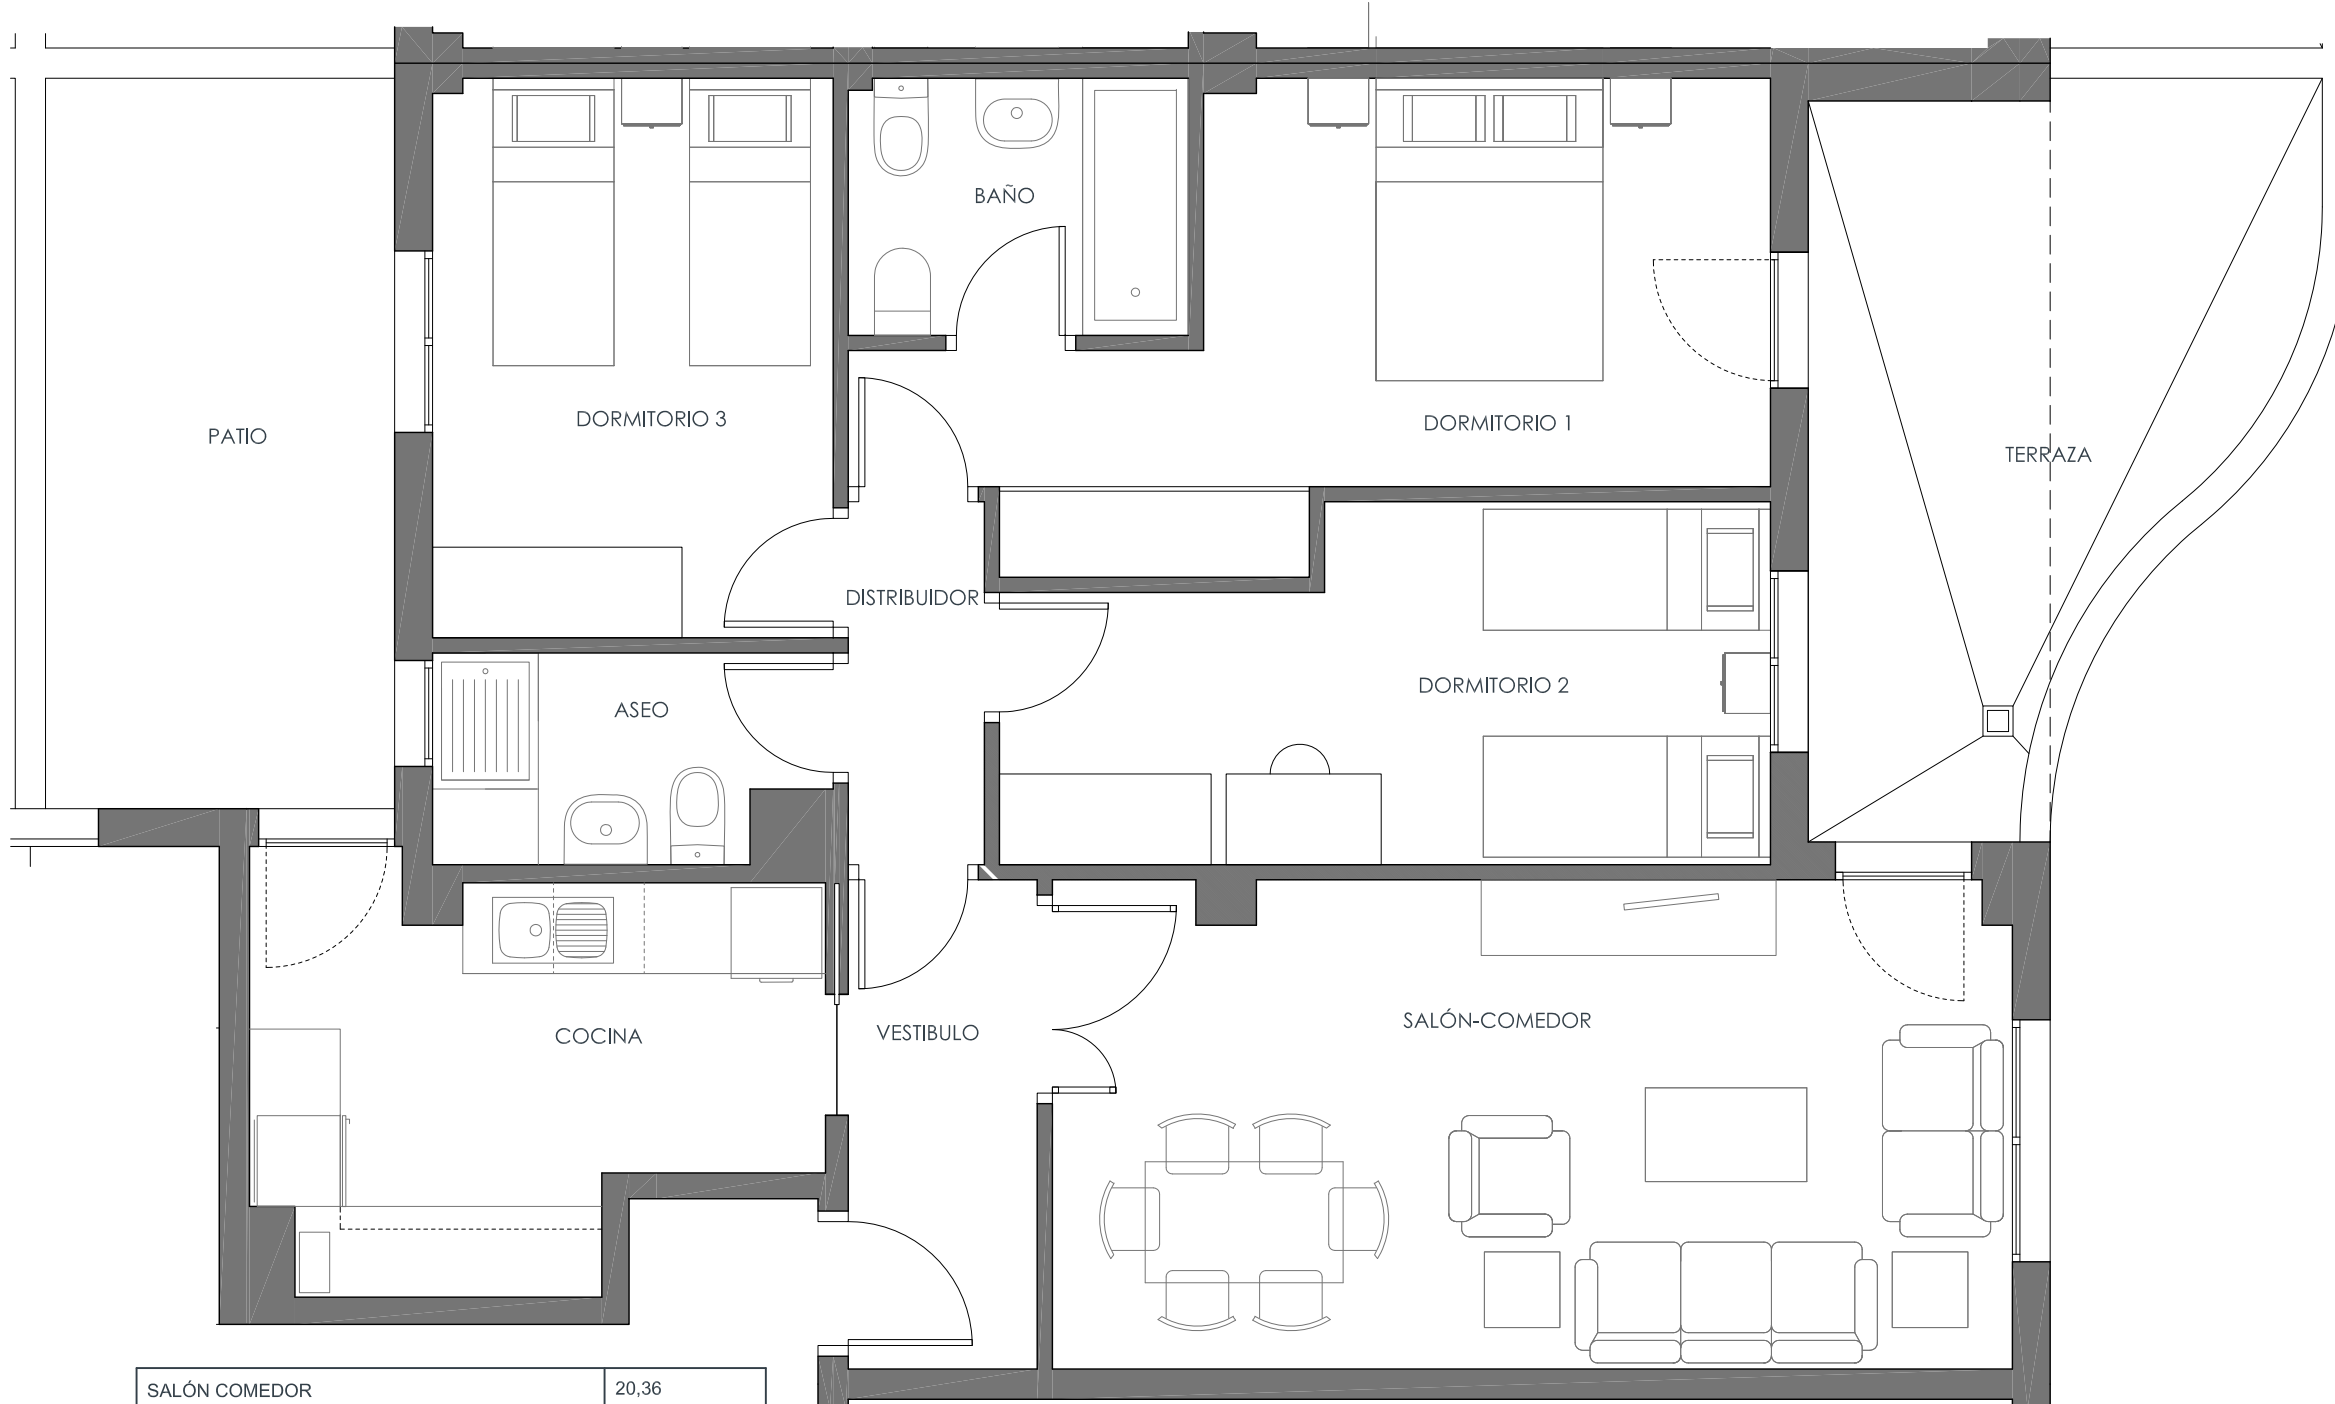 BAÑO
DORMITORIO 3
DORMITORIO 1
PATIO
TERRAZA
DISTRIBUIDOR
DORMITORIO 2
ASEO
SALÓN-COMEDOR
VESTIBULO
COCINA
SALÓN COMEDOR 20,36